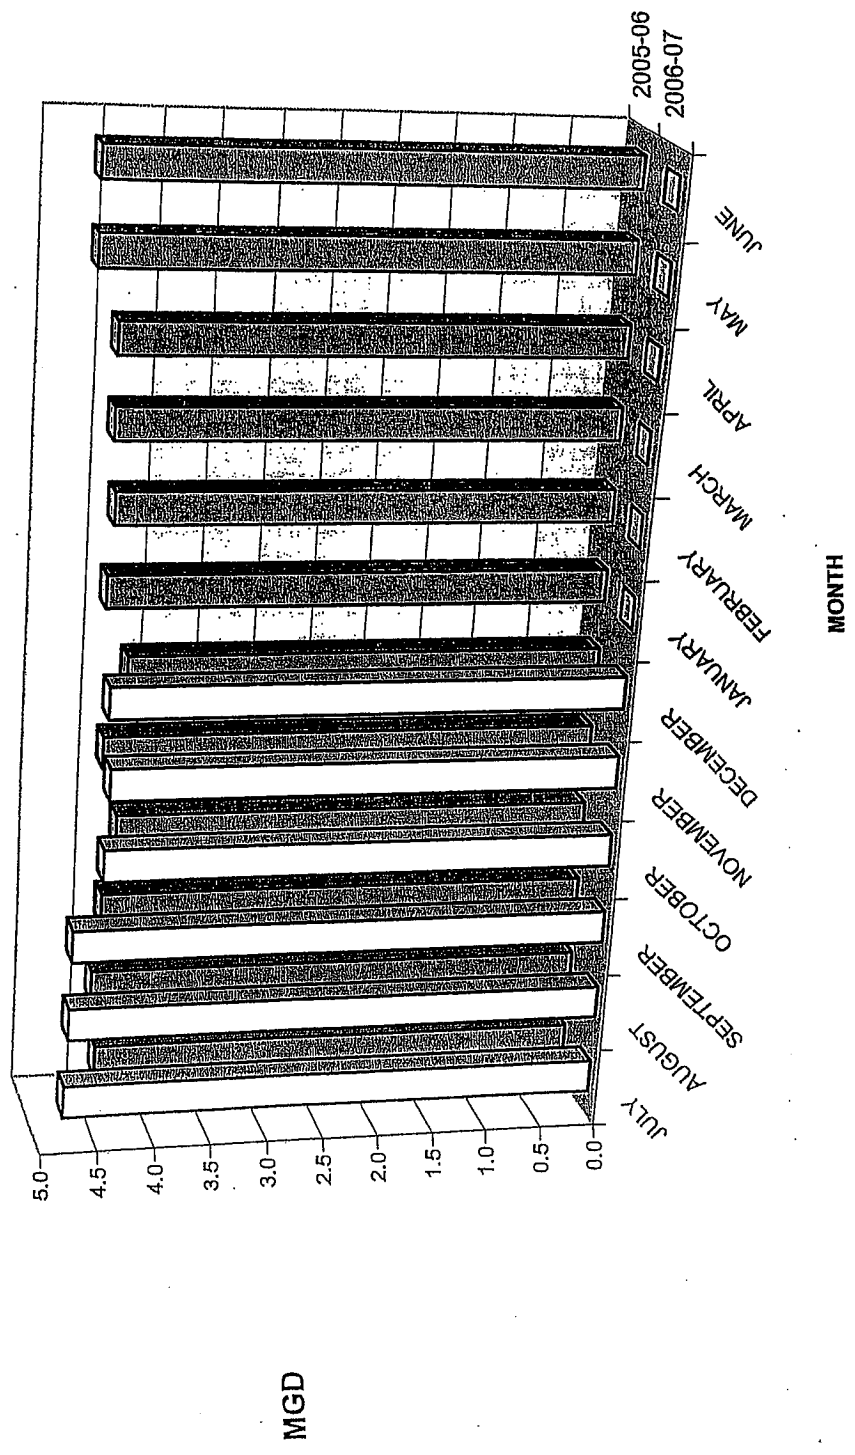 MGD
5.0
4.5
4.0
3.5
3.0
2.5
2.0
1.5
1.0
0.5
0.0
JULY
AUGUST
SEPTEMBER
OCTOBER
NOVEMBER
DECEMBER
JANUARY
FEBRUARY
MARCH
APRIL
MAY
JUNE
2005-06
2006-07
MONTH